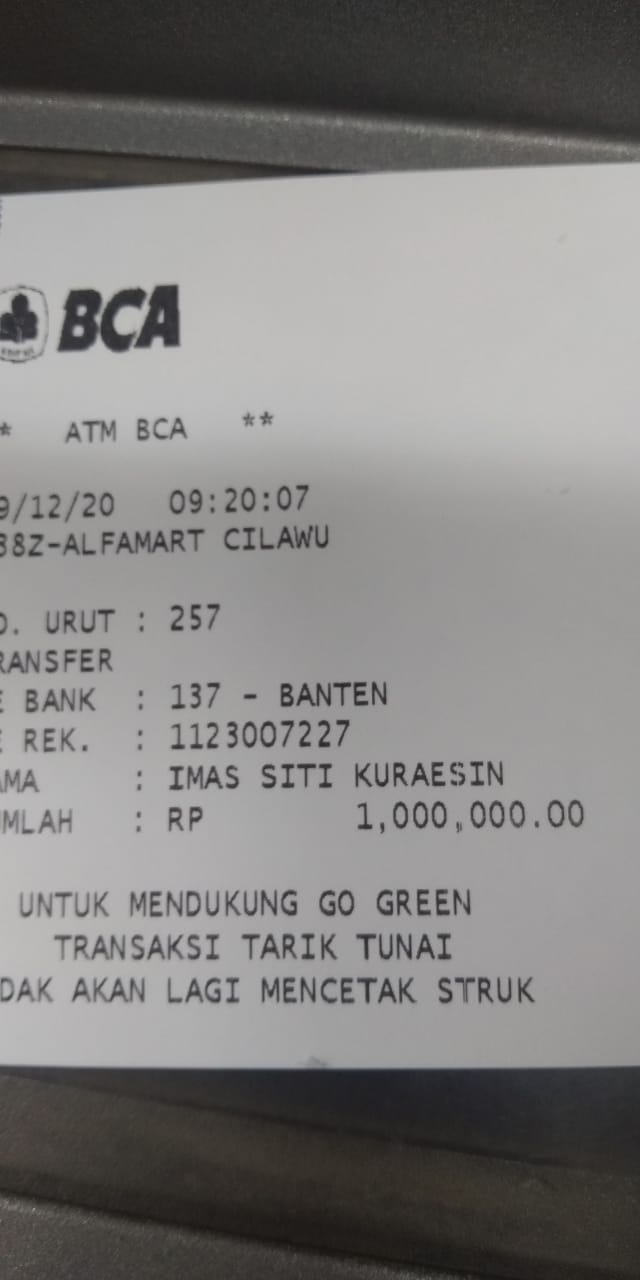 BCA
* ATM BCA **
9/12/20 09:20:07
38Z-ALFAMART CILAWU
O. URUT : 257
RANSFER
E BANK : 137 - BANTEN
E REK. : 1123007227
AMA : IMAS SITI KURAESIN
UMLAH : RP 1,000,000.00
UNTUK MENDUKUNG GO GREEN
TRANSAKSI TARIK TUNAI
DAK AKAN LAGI MENCETAK STRUK